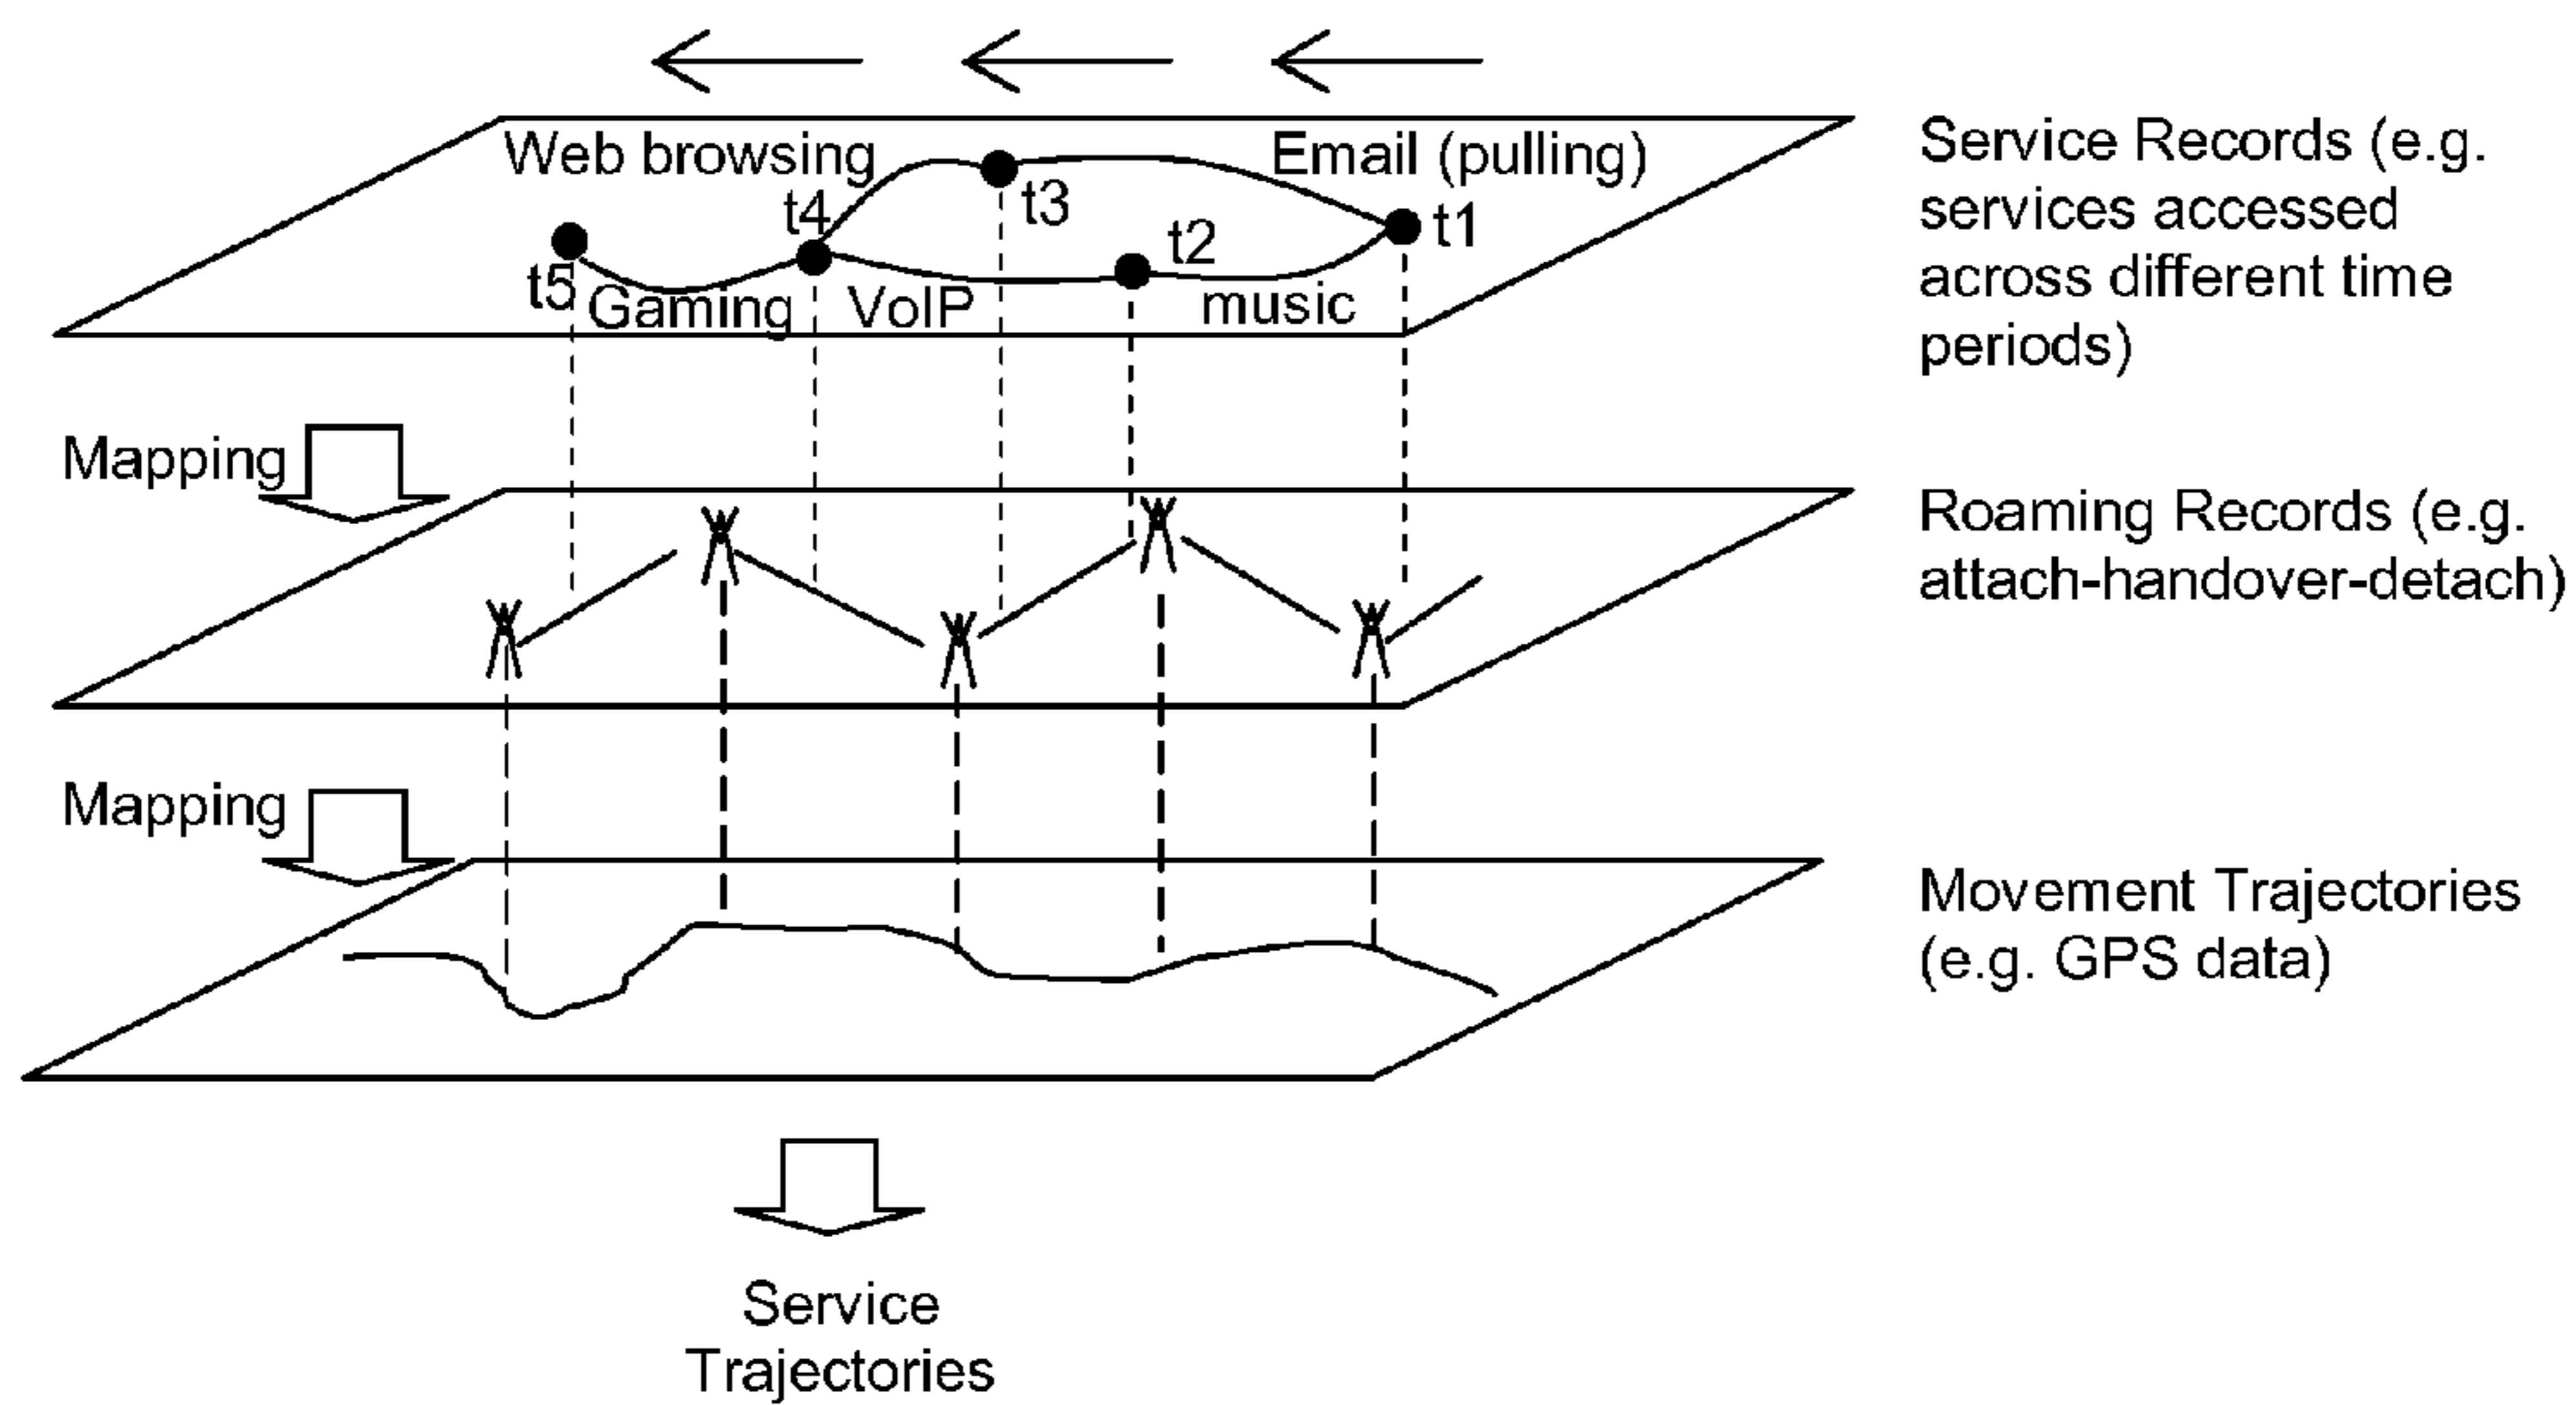 Web browsing
Email (pulling)
t4
t3
t2
t1
t5
Gaming
VoIP
music
Service Records (e.g.
services accessed
across different time
periods)
Mapping
Roaming Records (e.g.
attach-handover-detach)
Mapping
Movement Trajectories
(e.g. GPS data)
Service
Trajectories